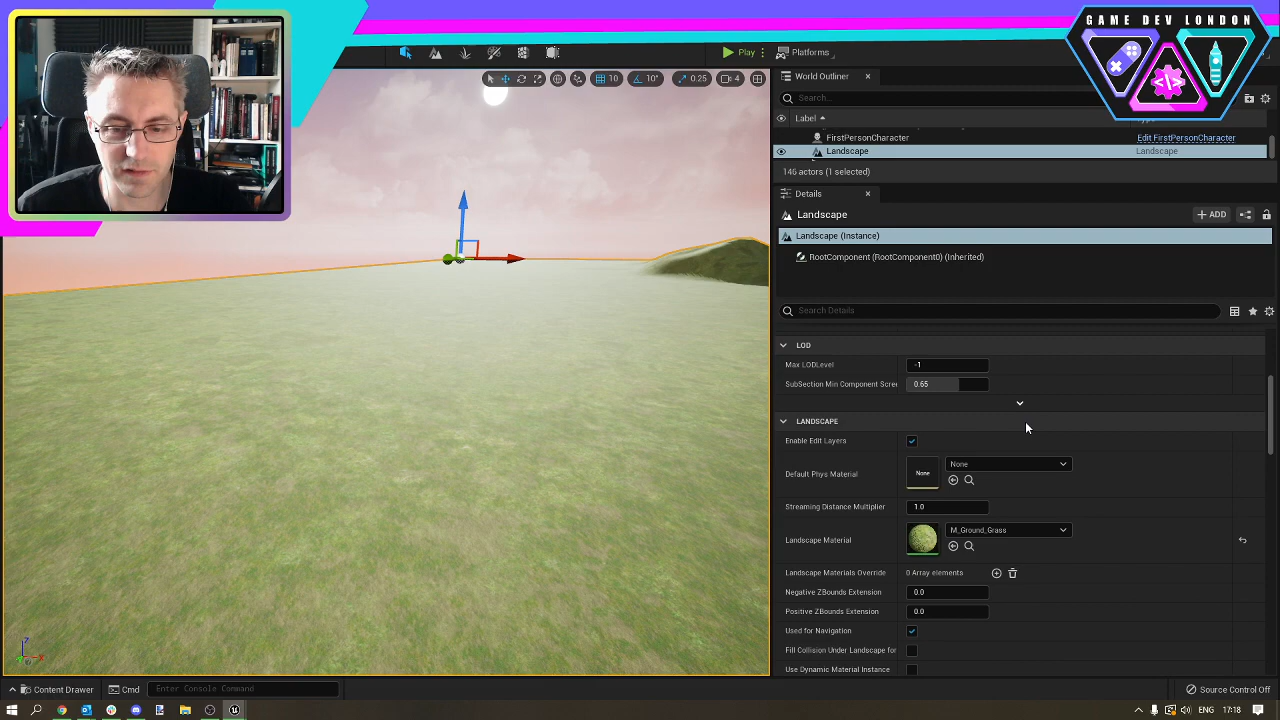 GAME DEV LONDON
Play
Platforms
10
10°
0.25
4
World Outliner
Search...
Label
FirstPersonCharacter
Edit FirstPersonCharacter
Landscape
Landscape
146 actors (1 selected)
Details
Landscape
ADD
Landscape (Instance)
RootComponent (RootComponent0) (Inherited)
Search Details
LOD
Max LODLevel
-1
SubSection Min Component Scree
0.65
LANDSCAPE
Enable Edit Layers
Default Phys Material
None
None
Streaming Distance Multiplier
1.0
Landscape Material
M_Ground_Grass
Landscape Materials Override
0 Array elements
Negative ZBounds Extension
0.0
Positive ZBounds Extension
0.0
Used for Navigation
Fill Collision Under Landscape for
Use Dynamic Material Instance
Content Drawer
Cmd
Enter Console Command
Source Control Off
ENG
17:18